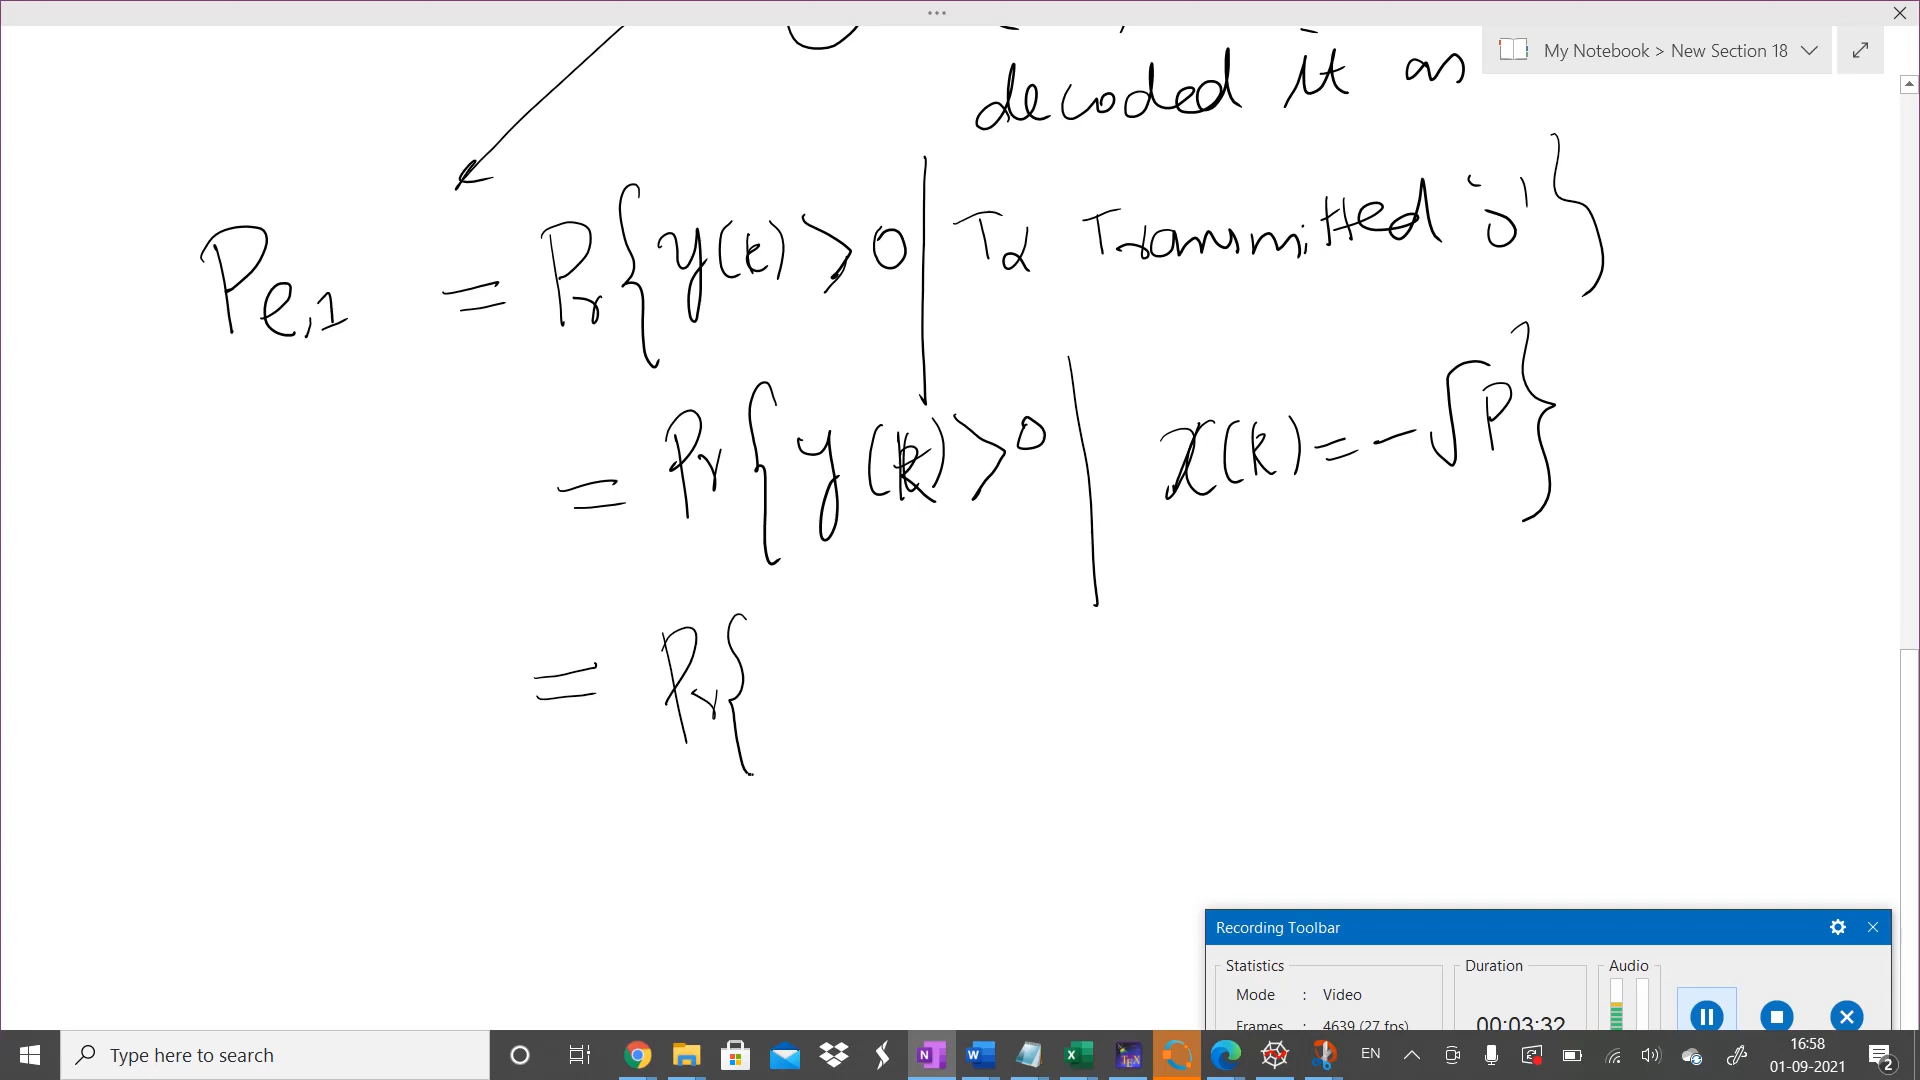 My Notebook > New Section 18
decoded it as
Pe,1 = Pr{y(k) > 0 | Tx Transmitted '0'}
= Pr{y(k) > 0 | x(k) = -√P}
= Pr{
Recording Toolbar
Statistics
Duration
Audio
Mode : Video
Frames : 4639 (27 fps)
00:03:32
Type here to search
EN
16:58
01-09-2021
2